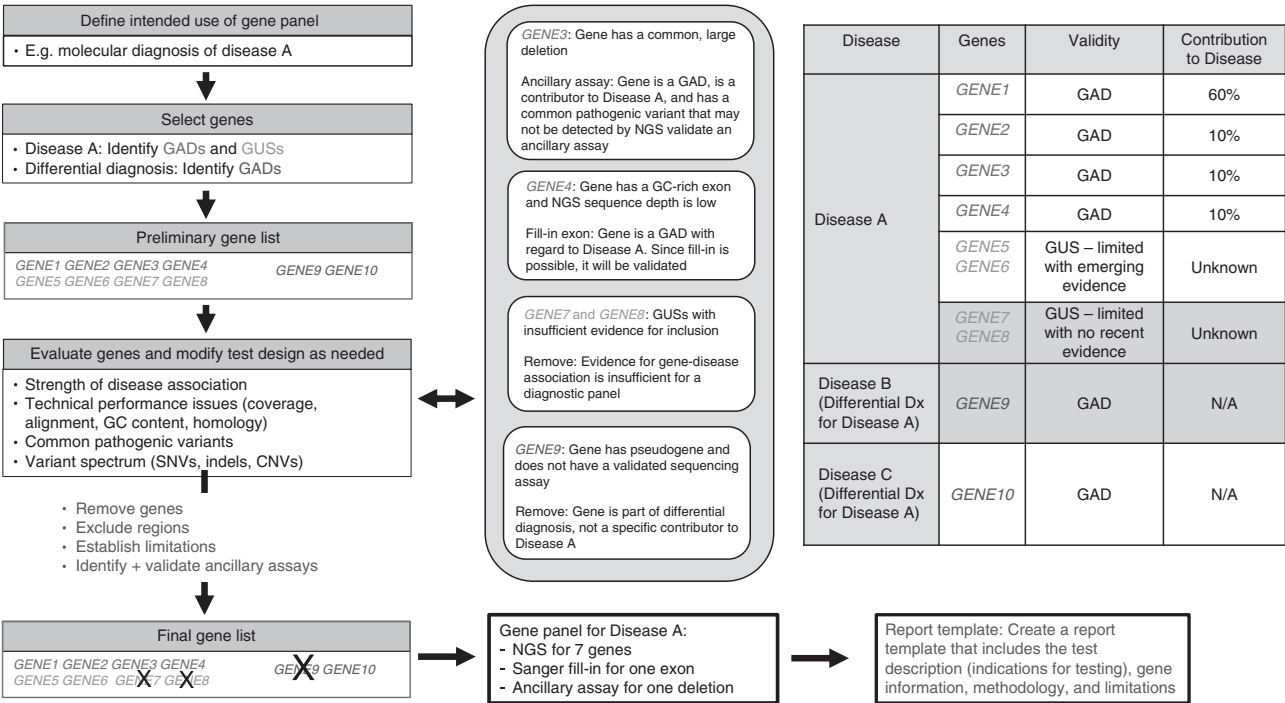 Define intended use of gene panel
• E.g. molecular diagnosis of disease A
Select genes
• Disease A: Identify GADs and GUSs
• Differential diagnosis: Identify GADs
Preliminary gene list
GENE1 GENE2 GENE3 GENE4
GENE5 GENE6 GENE7 GENE8
GENE9 GENE10
Evaluate genes and modify test design as needed
• Strength of disease association
• Technical performance issues (coverage,
alignment, GC content, homology)
• Common pathogenic variants
• Variant spectrum (SNVs, indels, CNVs)
• Remove genes
• Exclude regions
• Establish limitations
• Identify + validate ancillary assays
Final gene list
GENE1 GENE2 GENE3 GENE4
GENE5 GENE6 GENE7 GENE8
GENE9 GENE10
GENE3: Gene has a common, large
deletion
Ancillary assay: Gene is a GAD, is a
contributor to Disease A, and has a
common pathogenic variant that may
not be detected by NGS validate an
ancillary assay
GENE4: Gene has a GC-rich exon
and NGS sequence depth is low
Fill-in exon: Gene is a GAD with
regard to Disease A. Since fill-in is
possible, it will be validated
GENE7 and GENE8: GUSs with
insufficient evidence for inclusion
Remove: Evidence for gene-disease
association is insufficient for a
diagnostic panel
GENE9: Gene has pseudogene and
does not have a validated sequencing
assay
Remove: Gene is part of differential
diagnosis, not a specific contributor to
Disease A
Gene panel for Disease A:
- NGS for 7 genes
- Sanger fill-in for one exon
- Ancillary assay for one deletion
Report template: Create a report
template that includes the test
description (indications for testing), gene
information, methodology, and limitations
Disease Genes Validity Contribution
to Disease
Disease A
GENE1 GAD 60%
GENE2 GAD 10%
GENE3 GAD 10%
GENE4 GAD 10%
GENE5
GENE6
GUS – limited
with emerging
evidence
Unknown
GENE7
GENE8
GUS – limited
with no recent
evidence
Unknown
Disease B
(Differential Dx
for Disease A)
GENE9 GAD N/A
Disease C
(Differential Dx
for Disease A)
GENE10 GAD N/A